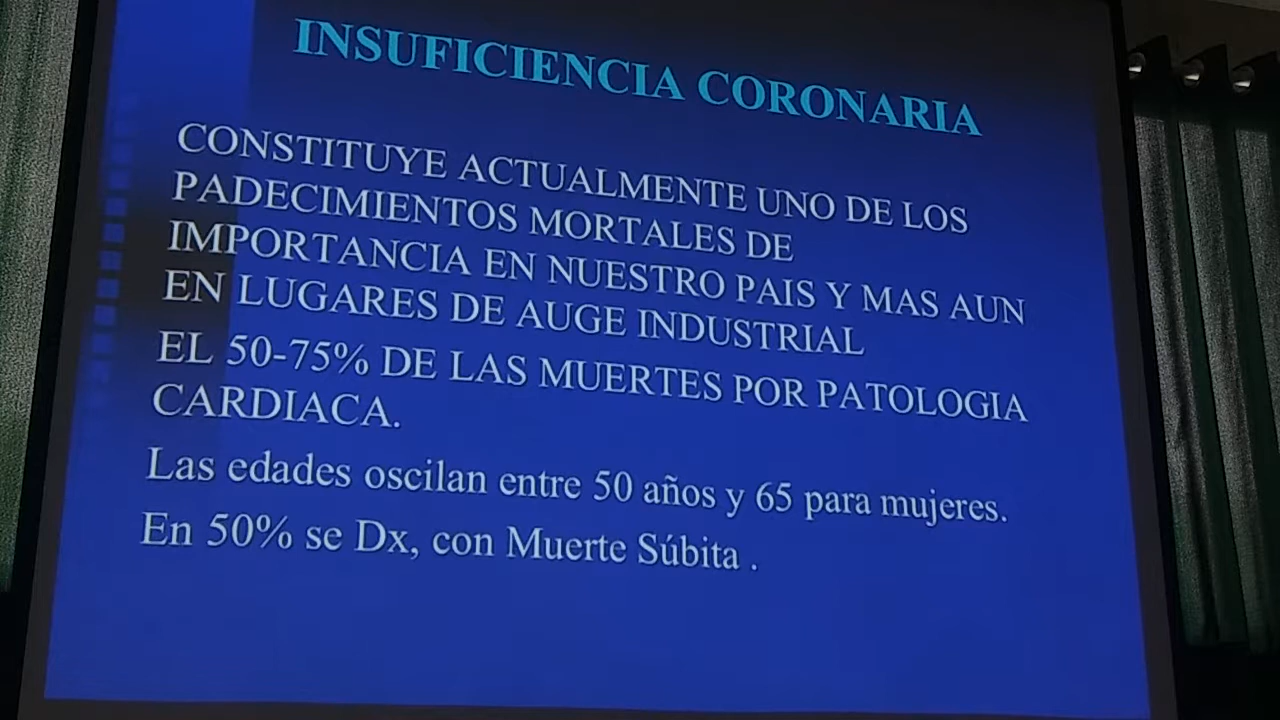 INSUFICIENCIA CORONARIA
CONSTITUYE ACTUALMENTE UNO DE LOS
PADECIMIENTOS MORTALES DE
IMPORTANCIA EN NUESTRO PAIS Y MAS AUN
EN LUGARES DE AUGE INDUSTRIAL
EL 50-75% DE LAS MUERTES POR PATOLOGIA
CARDIACA.
Las edades oscilan entre 50 años y 65 para mujeres.
En 50% se Dx, con Muerte Súbita .